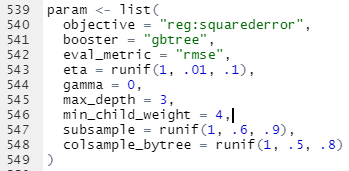 539 param <- list(
540 objective = "reg:squarederror",
541 booster = "gbtree",
542 eval_metric = "rmse",
543 eta = runif(1, .01, .1),
544 gamma = 0,
545 max_depth = 3,
546 min_child_weight = 4,
547 subsample = runif(1, .6, .9),
548 colsample_bytree = runif(1, .5, .8)
549 )